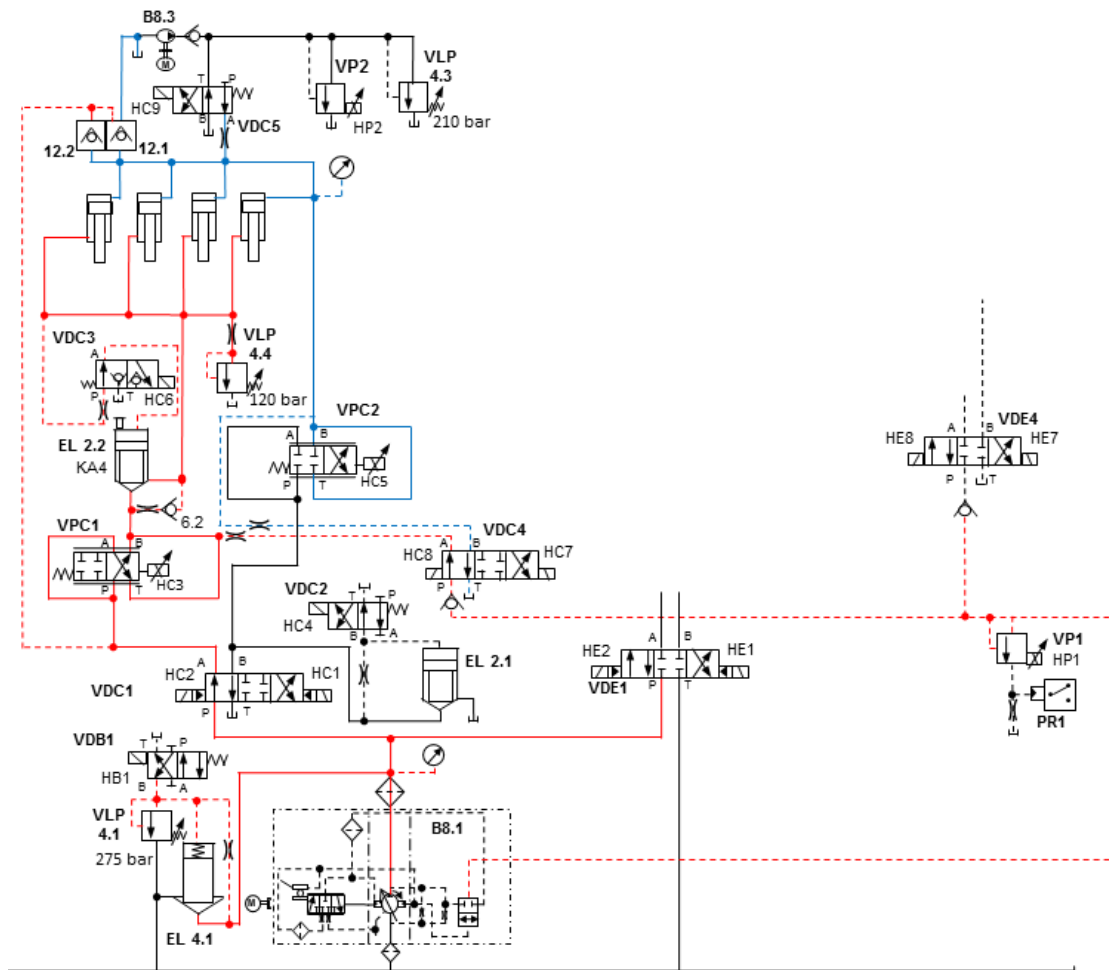 B8.3
M
T P
HC9
B A
VDC5
VP2
HP2
VLP
4.3
210 bar
12.2
12.1
VDC3
A
P T
HC6
VLP
4.4
120 bar
EL 2.2
KA4
VPC2
A B
P T
HC5
6.2
VPC1
A B
P T
HC3
VDC4
HC8
A B
HC7
P T
VDE4
HE8
A B
HE7
P T
VDC2
T P
HC4
B A
EL 2.1
VDC1
HC2
A B
HC1
P T
HE2
A B
HE1
VDE1
P T
VP1
HP1
PR1
VDB1
T P
HB1
B A
VLP
4.1
275 bar
EL 4.1
B8.1
M